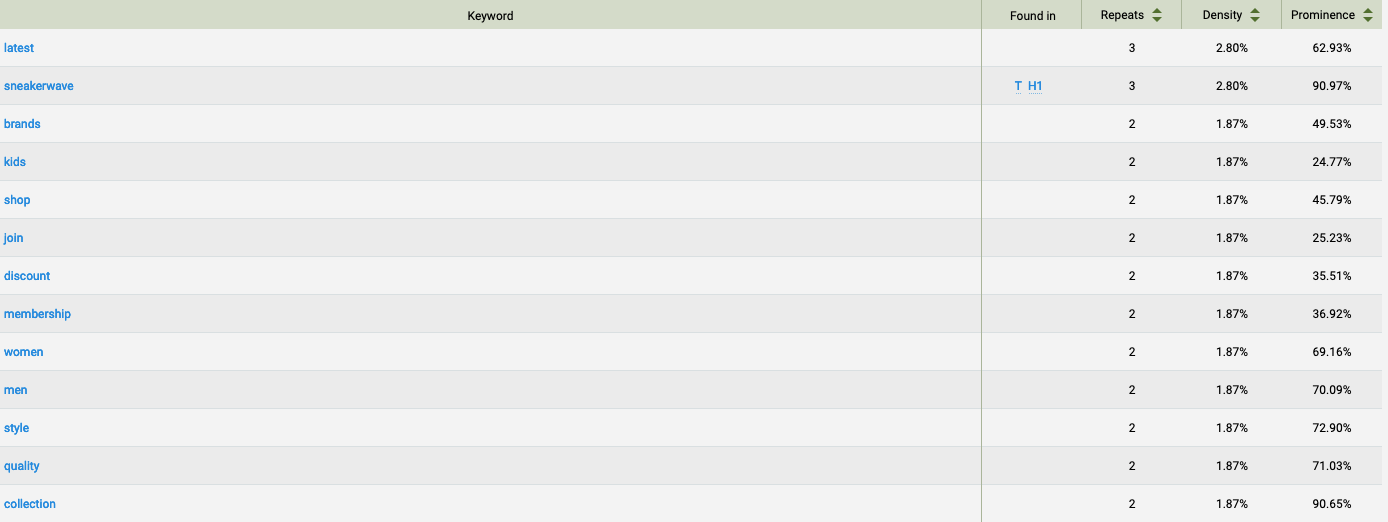 Keyword Found in Repeats Density Prominence
latest 3 2.80% 62.93%
sneakerwave T H1 3 2.80% 90.97%
brands 2 1.87% 49.53%
kids 2 1.87% 24.77%
shop 2 1.87% 45.79%
join 2 1.87% 25.23%
discount 2 1.87% 35.51%
membership 2 1.87% 36.92%
women 2 1.87% 69.16%
men 2 1.87% 70.09%
style 2 1.87% 72.90%
quality 2 1.87% 71.03%
collection 2 1.87% 90.65%